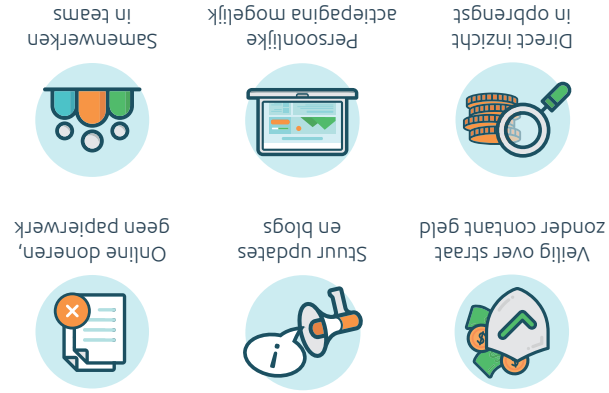 Veilig over straat
zonder contant geld
Stuur updates
en blogs
Online doneren,
geen papierwerk
Direct inzicht
in opbrengst
Persoonlijke
actiepagina mogelijk
Samenwerken
in teams